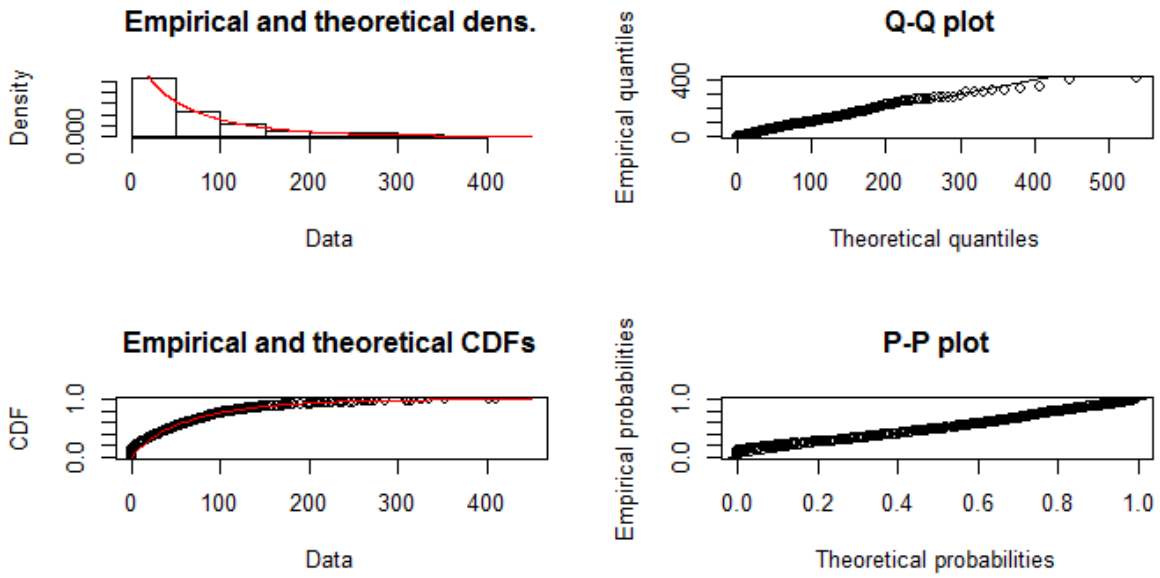 Empirical and theoretical dens.
Density
0.000
0 100 200 300 400
Data
Q-Q plot
Empirical quantiles
0 400
0 100 200 300 400 500
Theoretical quantiles
Empirical and theoretical CDFs
CDF
0.0 1.0
0 100 200 300 400
Data
P-P plot
Empirical probabilities
0.0 1.0
0.0 0.2 0.4 0.6 0.8 1.0
Theoretical probabilities